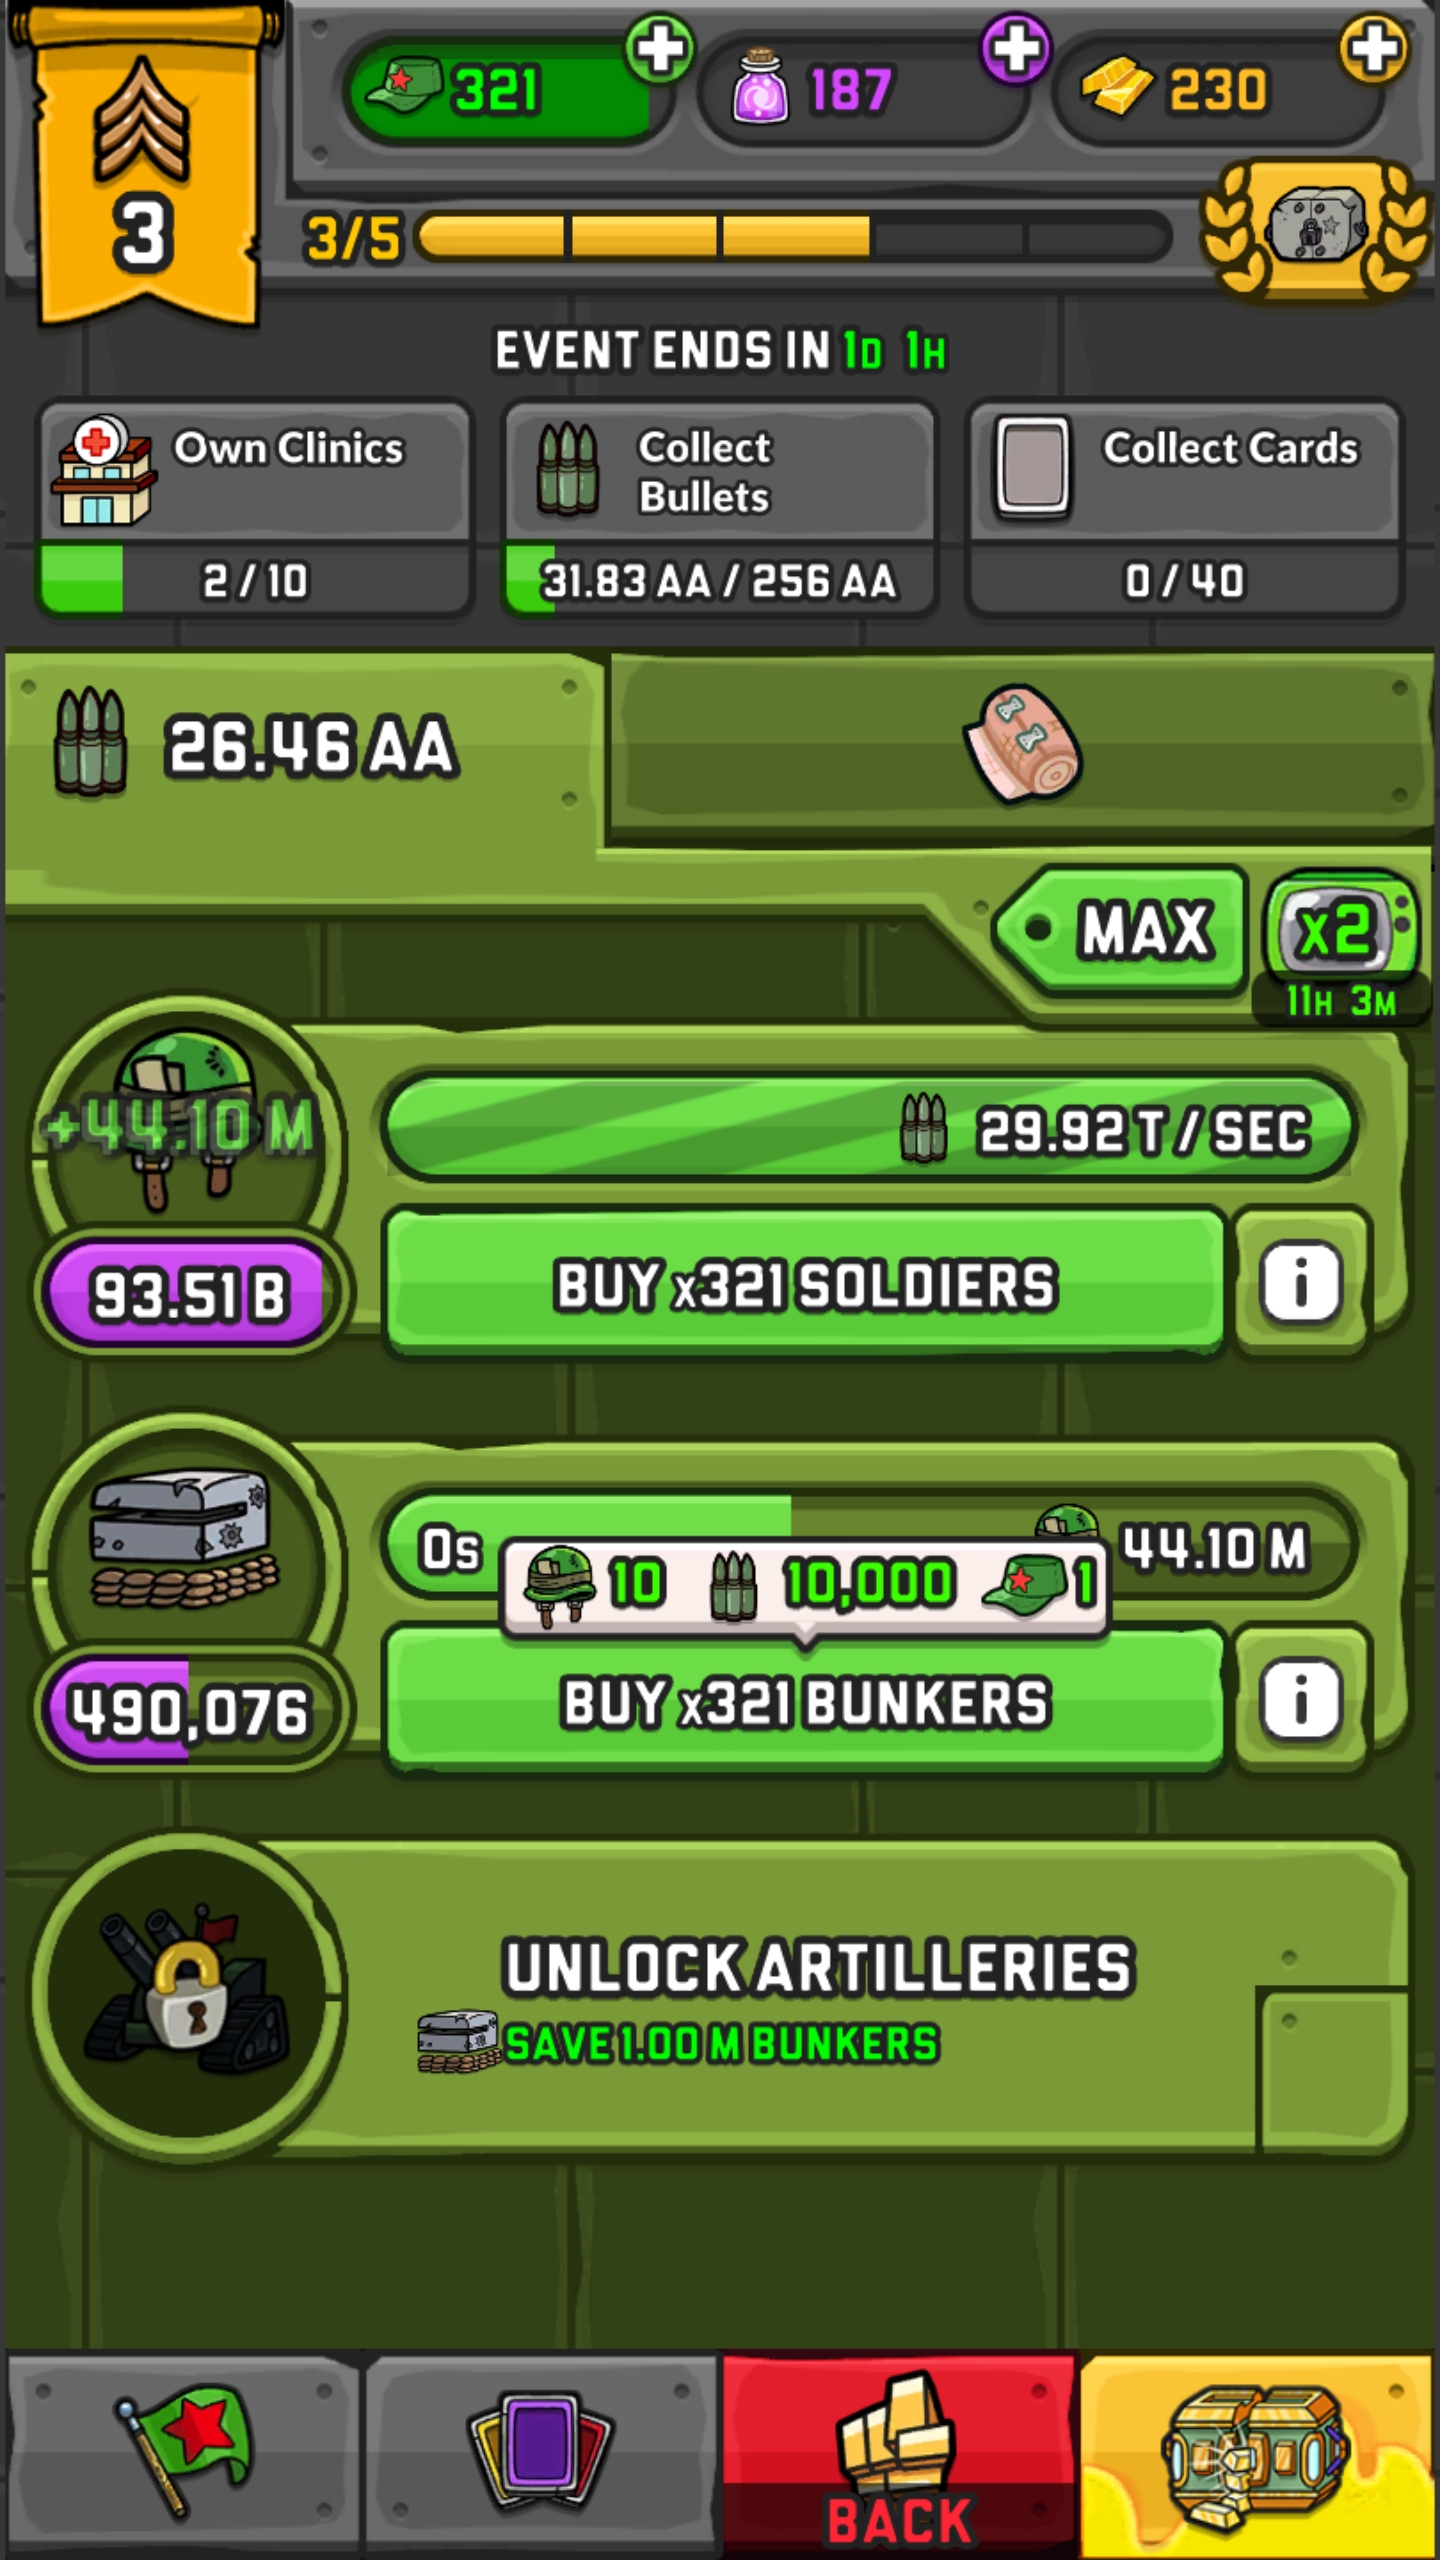 321
187
230
3
3/5
EVENT ENDS IN 1D 1H
Own Clinics
2 / 10
Collect
Bullets
31.83 AA / 256 AA
Collect Cards
0 / 40
26.46 AA
MAX
x2
11H 3M
+44.10 M
29.92 T / SEC
93.51 B
BUY x321 SOLDIERS
i
0s
44.10 M
10
10,000
1
490,076
BUY x321 BUNKERS
i
UNLOCK ARTILLERIES
SAVE 1.00 M BUNKERS
BACK